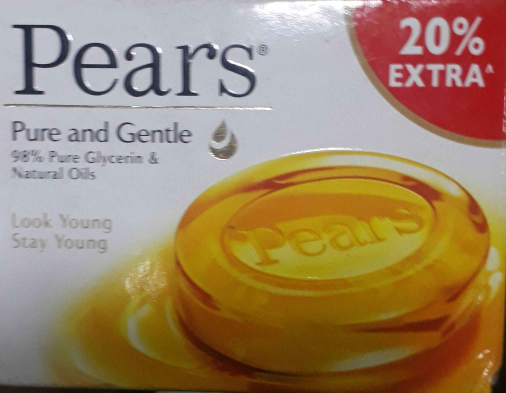 Pears®
20%
EXTRA^
Pure and Gentle
98% Pure Glycerin &
Natural Oils
Look Young
Stay Young
Pears